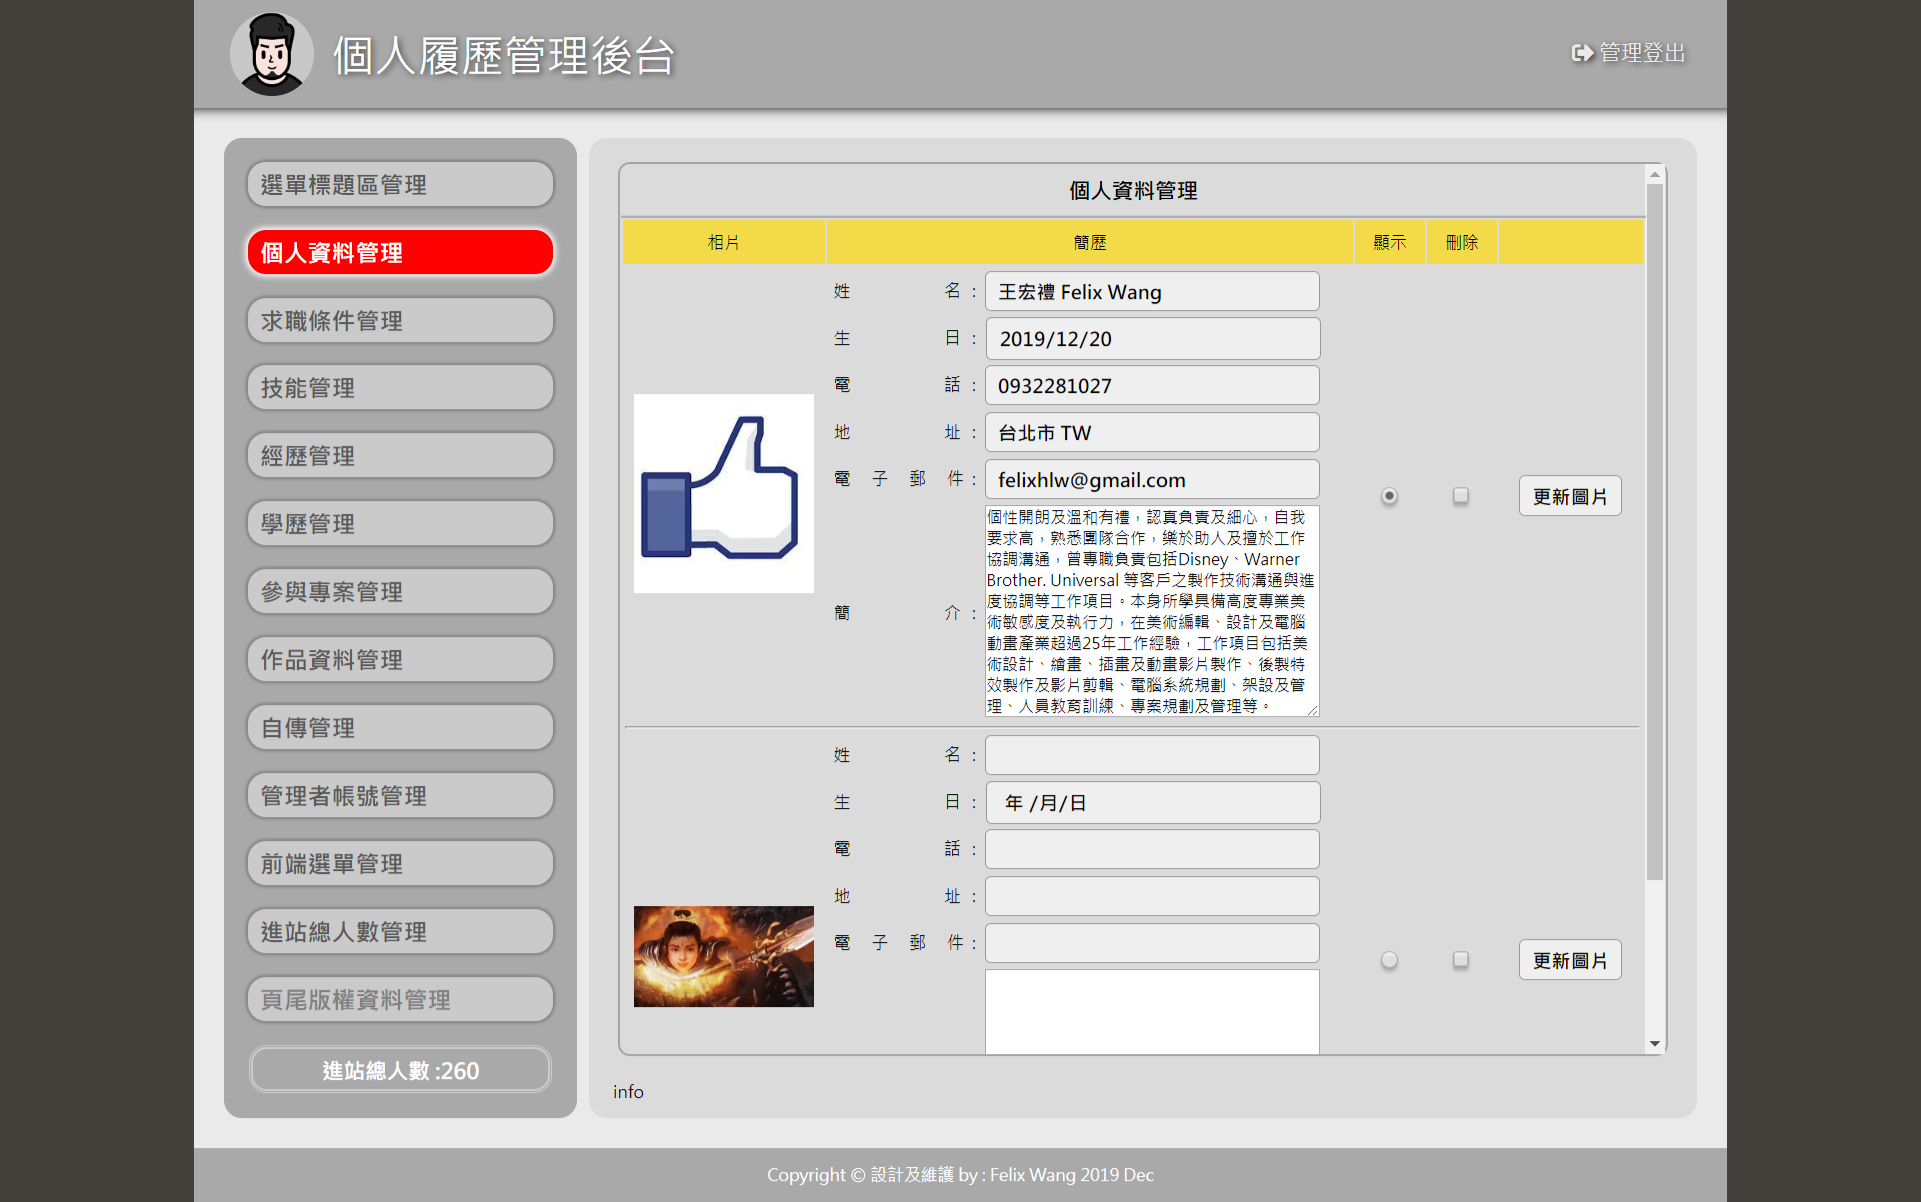 個人履歷管理後台
管理登出
選單標題區管理
個人資料管理
求職條件管理
技能管理
經歷管理
學歷管理
參與專案管理
作品資料管理
自傳管理
管理者帳號管理
前端選單管理
進站總人數管理
頁尾版權資料管理
進站總人數 :260
個人資料管理
相片 簡歷 顯示 刪除
姓名 : 王宏禮 Felix Wang
生日 : 2019/12/20
電話 : 0932281027
地址 : 台北市 TW
電子郵件 : felixhlw@gmail.com
簡介 :
個性開朗及溫和有禮，認真負責及細心，自我
要求高，熟悉團隊合作，樂於助人及擅於工作
協調溝通，曾專職負責包括Disney、Warner
Brother. Universal 等客戶之製作技術溝通與進
度協調等工作項目。本身所學具備高度專業美
術敏感度及執行力，在美術編輯、設計及電腦
動畫產業超過25年工作經驗，工作項目包括美
術設計、繪畫、插畫及動畫影片製作、後製特
效製作及影片剪輯、電腦系統規劃、架設及管
理、人員教育訓練、專案規劃及管理等。
更新圖片
姓名 :
生日 : 年 /月/日
電話 :
地址 :
電子郵件 :
更新圖片
info
Copyright © 設計及維護 by : Felix Wang 2019 Dec